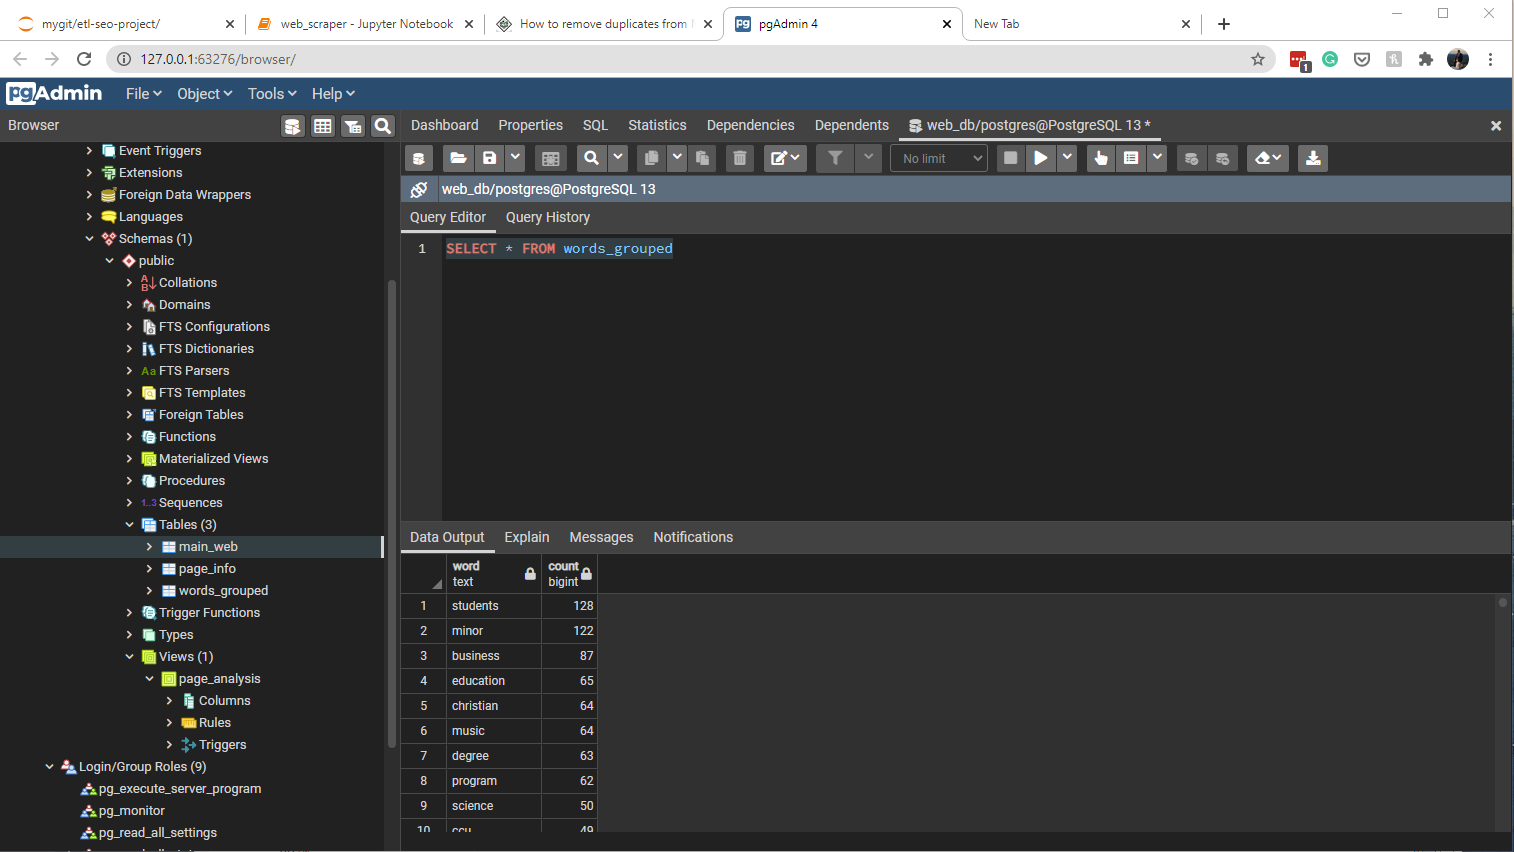 mygit/etl-seo-project/
web_scraper - Jupyter Notebook
How to remove duplicates from
pgAdmin 4
New Tab
127.0.0.1:63276/browser/
1
pgAdmin
File
Object
Tools
Help
Browser
Dashboard
Properties
SQL
Statistics
Dependencies
Dependents
web_db/postgres@PostgreSQL 13 *
No limit
web_db/postgres@PostgreSQL 13
Query Editor
Query History
1 SELECT * FROM words_grouped
Event Triggers
Extensions
Foreign Data Wrappers
Languages
Schemas (1)
public
Collations
Domains
FTS Configurations
FTS Dictionaries
Aa FTS Parsers
FTS Templates
Foreign Tables
Functions
Materialized Views
Procedures
1..3 Sequences
Tables (3)
main_web
page_info
words_grouped
Trigger Functions
Types
Views (1)
page_analysis
Columns
Rules
Triggers
Login/Group Roles (9)
pg_execute_server_program
pg_monitor
pg_read_all_settings
Data Output
Explain
Messages
Notifications
word count
text bigint
1 students 128
2 minor 122
3 business 87
4 education 65
5 christian 64
6 music 64
7 degree 63
8 program 62
9 science 50
10 ccu 49